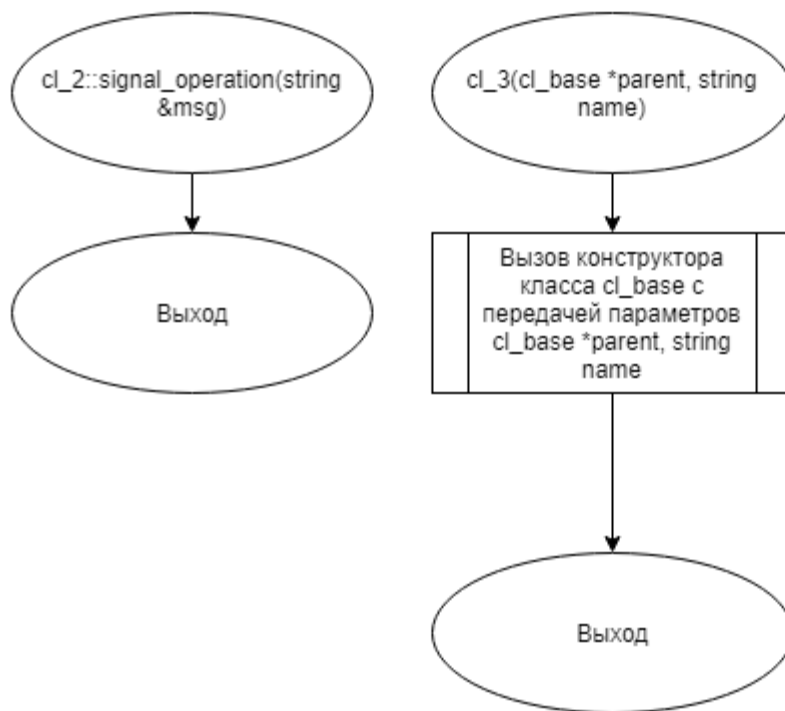 cl_2::signal_operation(string
&msg)
Выход
cl_3(cl_base *parent, string
name)
Вызов конструктора
класса cl_base с
передачей параметров
cl_base *parent, string
name
Выход